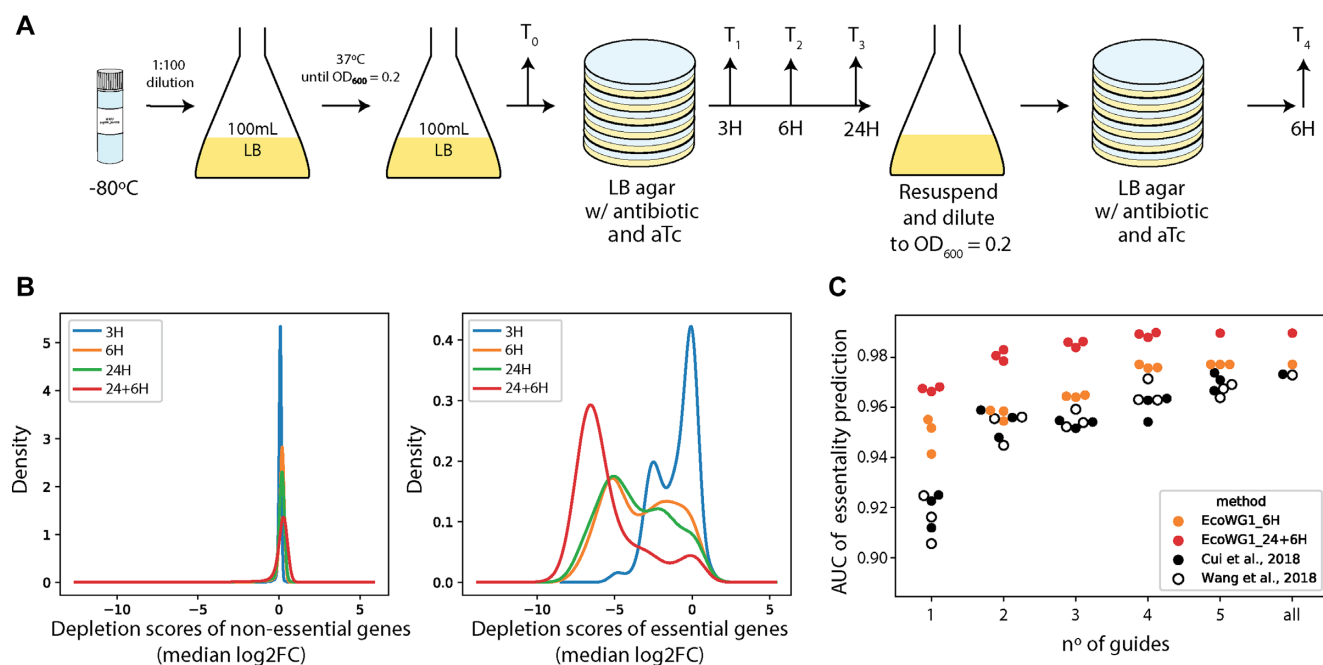 A
-80ºC
1:100
dilution
100mL
LB
37ºC
until OD600 = 0.2
100mL
LB
T0
LB agar
w/ antibiotic
and aTc
T1
T2
T3
3H
6H
24H
Resuspend
and dilute
to OD600 = 0.2
LB agar
w/ antibiotic
and aTc
T4
6H
B
Density
5
4
3
2
1
0
3H
6H
24H
24+6H
-10
-5
0
5
Depletion scores of non-essential genes
(median log2FC)
Density
0.4
0.3
0.2
0.1
0.0
3H
6H
24H
24+6H
-10
-5
0
5
Depletion scores of essential genes
(median log2FC)
C
AUC of essentality prediction
0.98
0.96
0.94
0.92
0.90
method
EcoWG1_6H
EcoWG1_24+6H
Cui et al., 2018
Wang et al., 2018
1
2
3
4
5
all
nº of guides